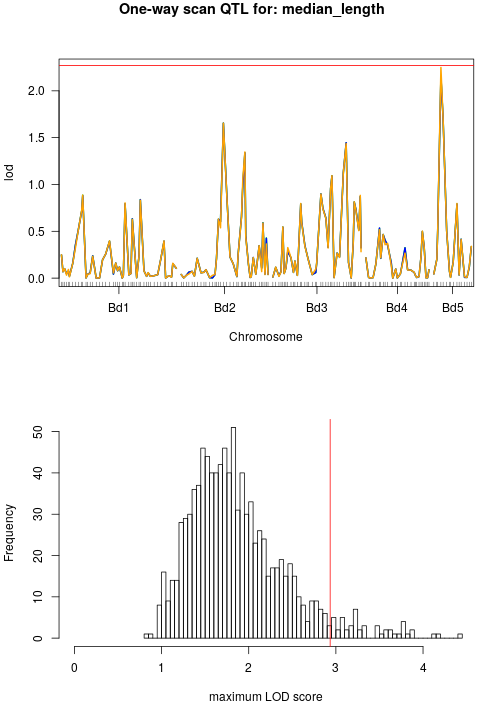 One-way scan QTL for: median_length
lod
2.0
1.5
1.0
0.5
0.0
Bd1 Bd2 Bd3 Bd4 Bd5
Chromosome
Frequency
50
40
30
20
10
0
0 1 2 3 4
maximum LOD score